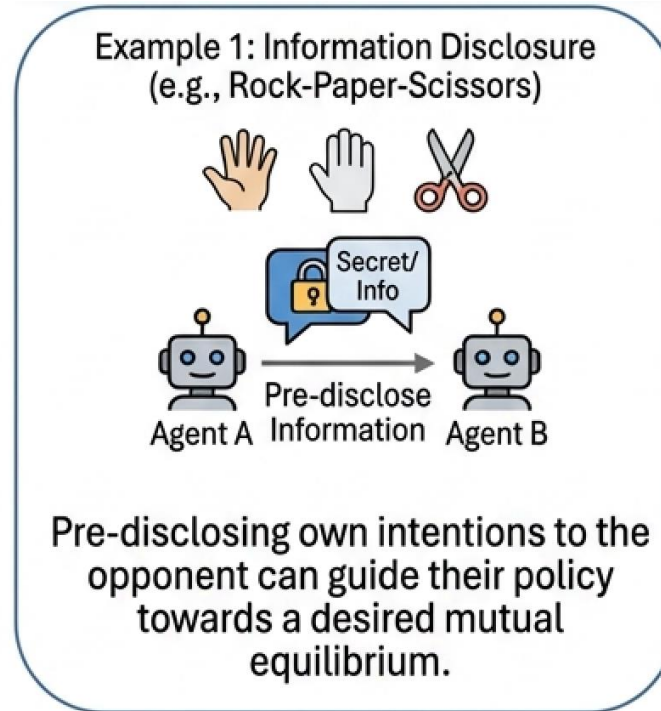 Example 1: Information Disclosure
(e.g., Rock-Paper-Scissors)
Secret/
Info
Pre-disclose
Agent A Information Agent B
Pre-disclosing own intentions to the
opponent can guide their policy
towards a desired mutual
equilibrium.